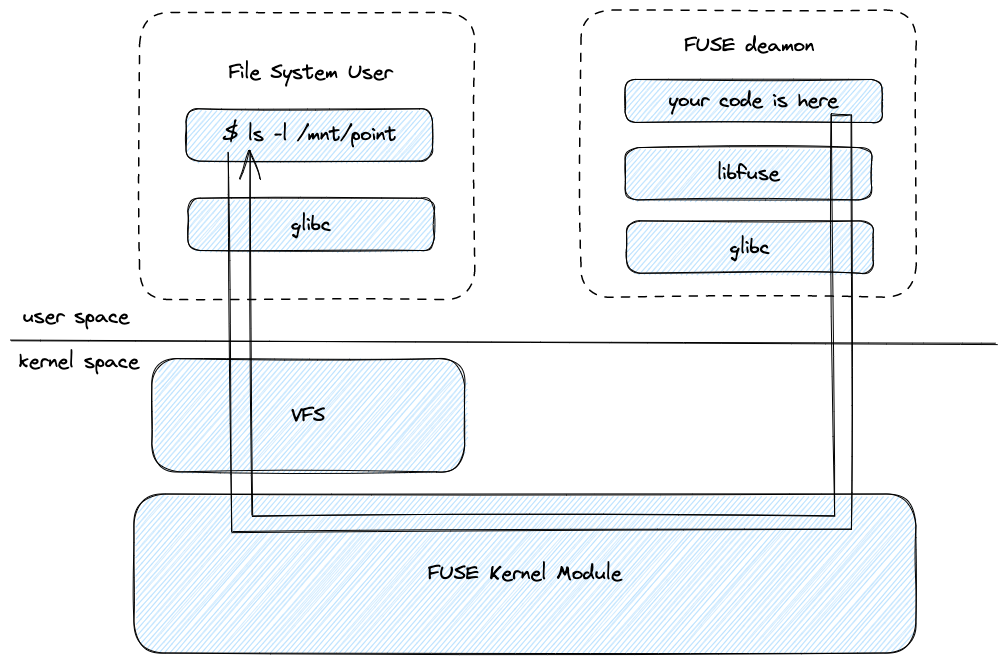 File System User
$ ls -l /mnt/point
glibc
FUSE deamon
your code is here
libfuse
glibc
user space
kernel space
VFS
FUSE Kernel Module